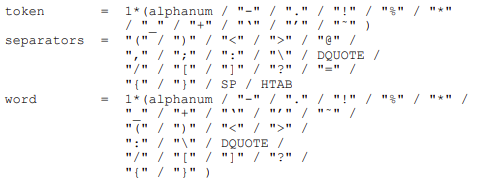 token = 1*(alphanum / "-" / "." / "!" / "%" / "*"
/ "_" / "+" / "`" / "'" / "~" )
separators = "(" / ")" / "<" / ">" / "@" /
"," / ";" / ":" / "\" / DQUOTE /
"/" / "[" / "]" / "?" / "=" /
"{" / "}" / SP / HTAB
word = 1*(alphanum / "-" / "." / "!" / "%" / "*" /
"_" / "+" / "`" / "'" / "~" /
"(" / ")" / "<" / ">" /
":" / "\" / DQUOTE /
"/" / "[" / "]" / "?" /
"{" / "}" )